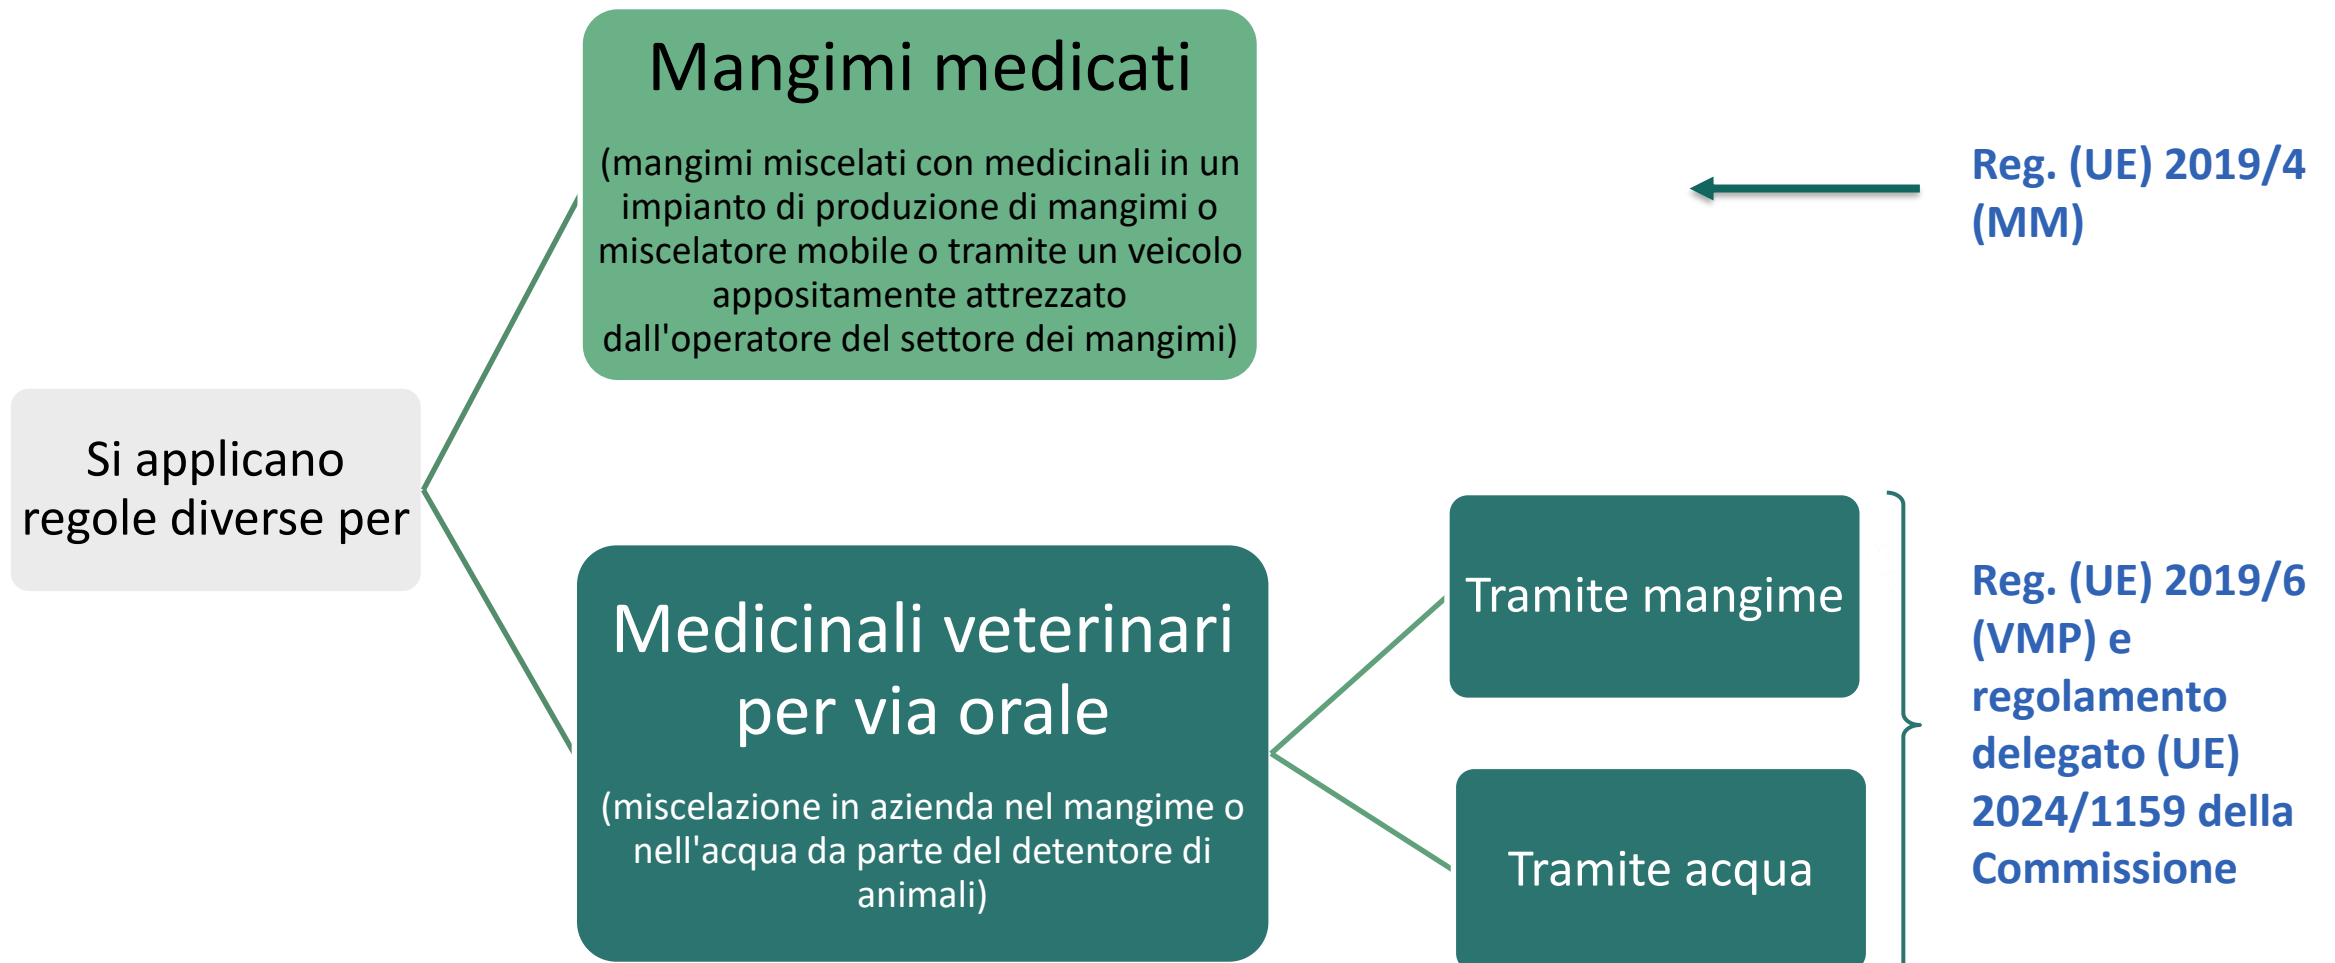 Mangimi medicati
(mangimi miscelati con medicinali in un
impianto di produzione di mangimi o
miscelatore mobile o tramite un veicolo
appositamente attrezzato
dall'operatore del settore dei mangimi)
Reg. (UE) 2019/4
(MM)
Si applicano
regole diverse per
Medicinali veterinari
per via orale
(miscelazione in azienda nel mangime o
nell'acqua da parte del detentore di
animali)
Tramite mangime
Tramite acqua
Reg. (UE) 2019/6
(VMP) e
regolamento
delegato (UE)
2024/1159 della
Commissione